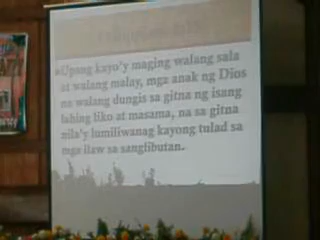 Upang kayo'y maging walang sala
at walang malay, mga anak ng Dios
na walang dungis sa gitna ng isang
lahing liko at masama, na sa gitna
nila'y lumiliwanag kayong tulad sa
mga ilaw sa sanglibutan.